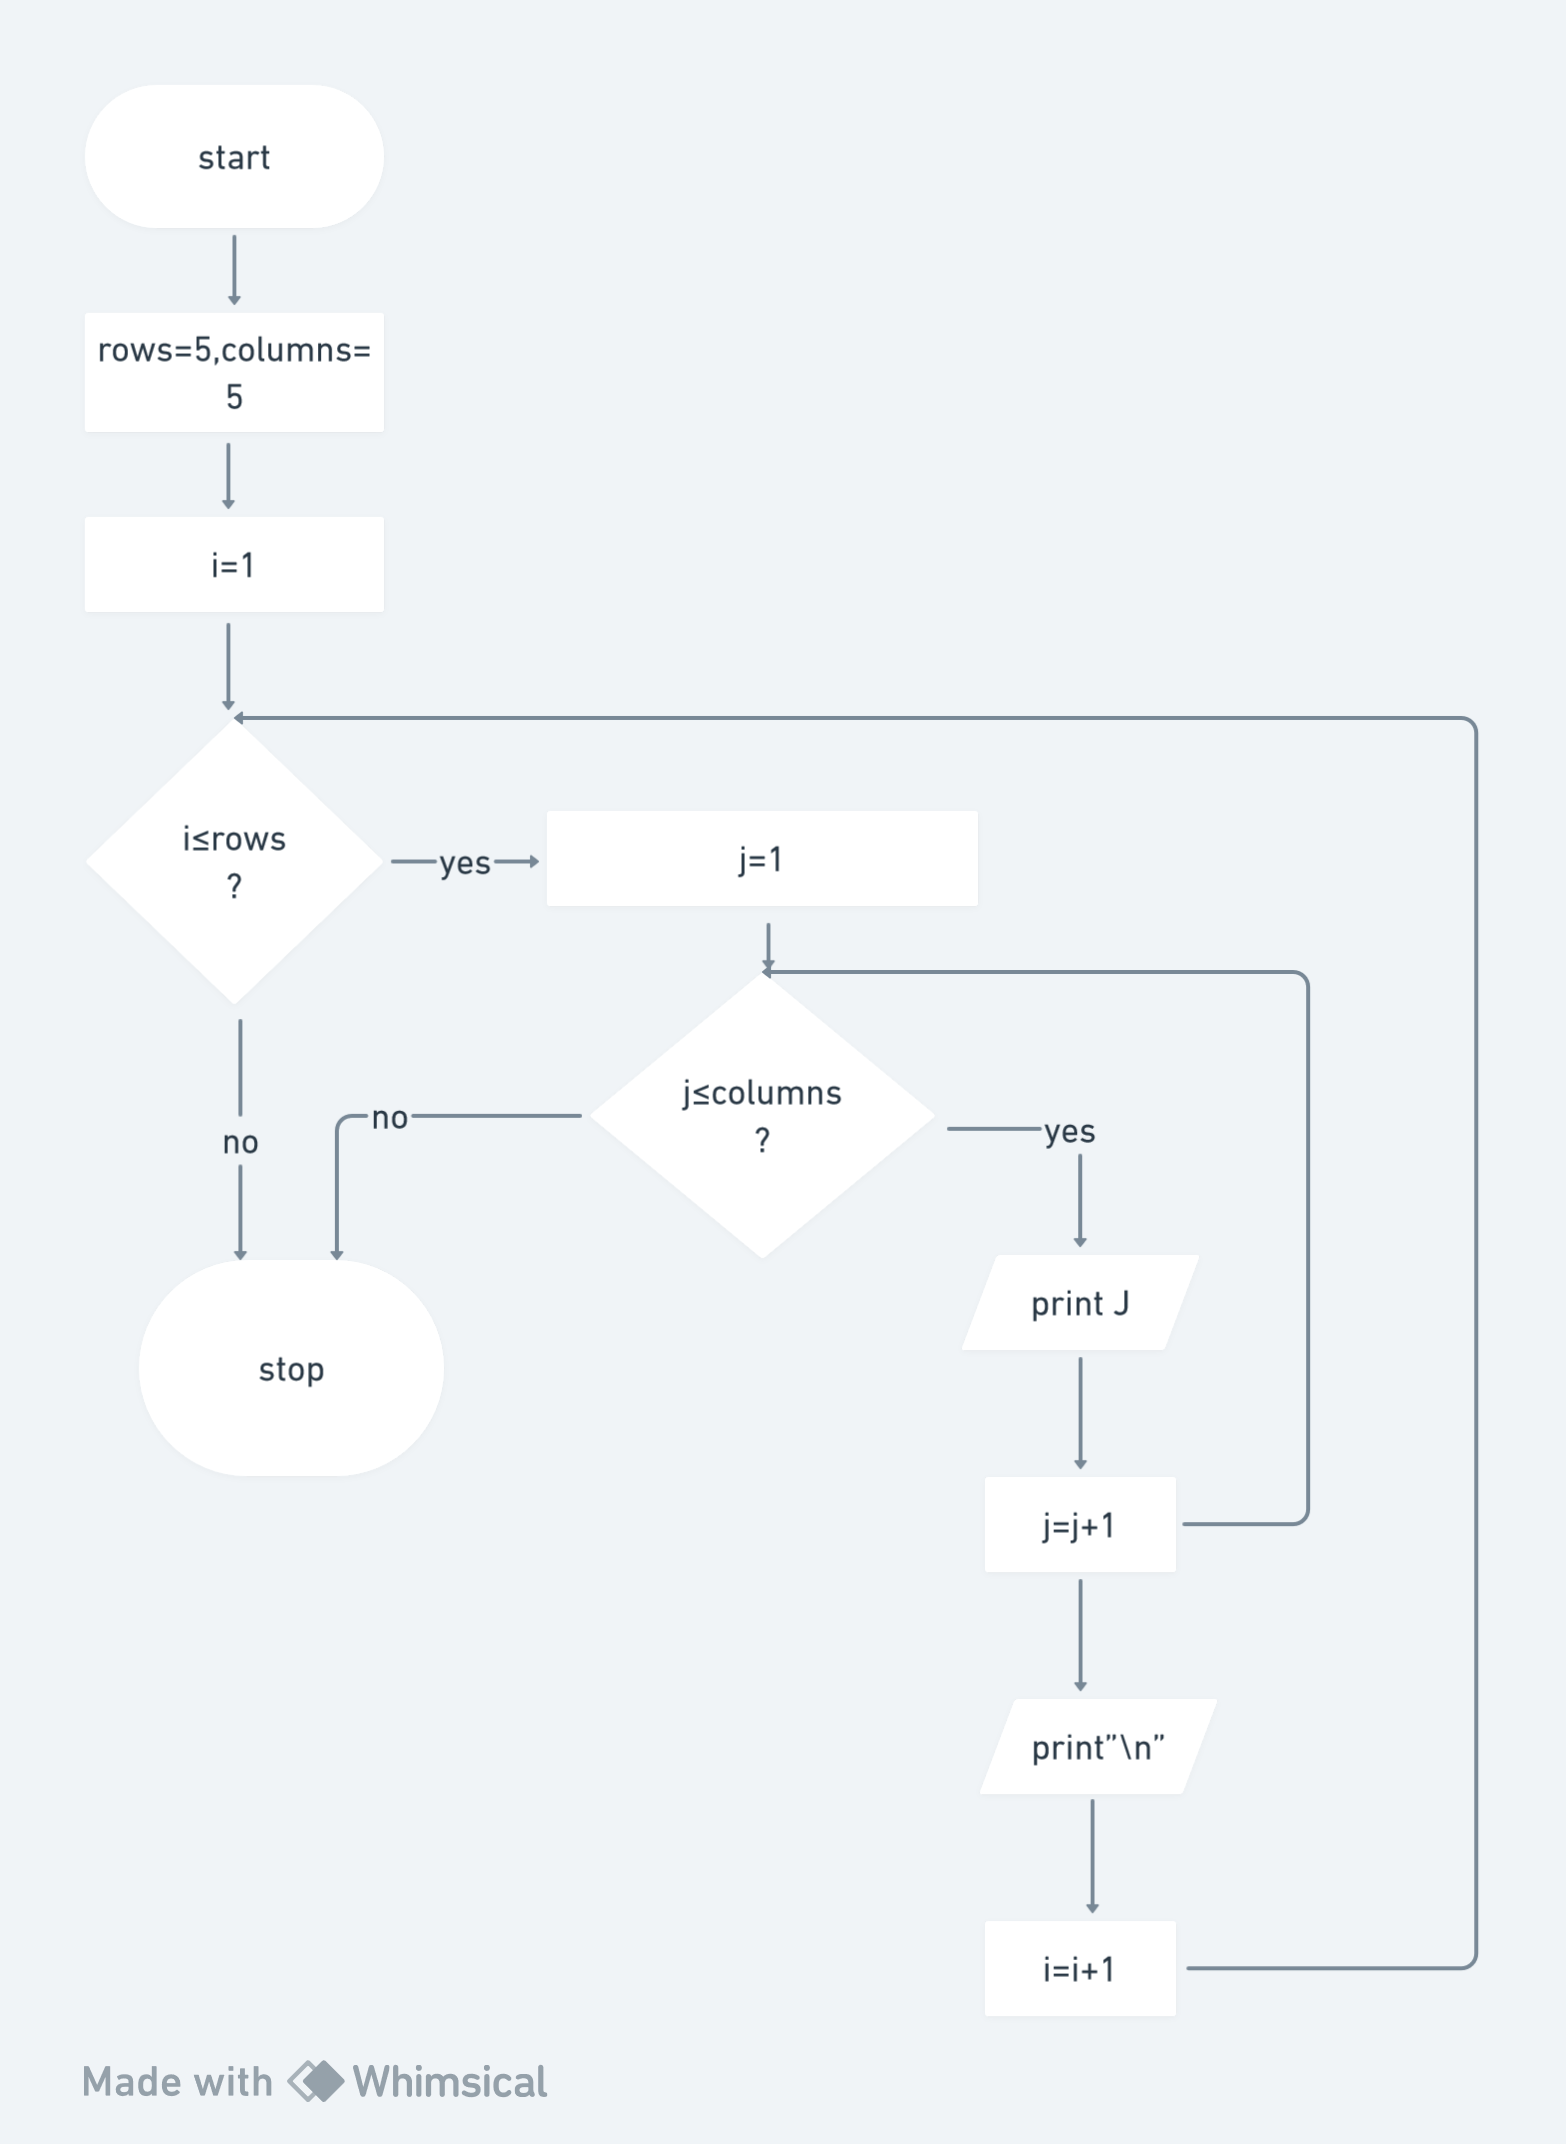 start
rows=5,columns=
5
i=1
i≤rows
?
yes
j=1
j≤columns
?
no
no
yes
print J
stop
j=j+1
print”\n”
i=i+1
Made with Whimsical